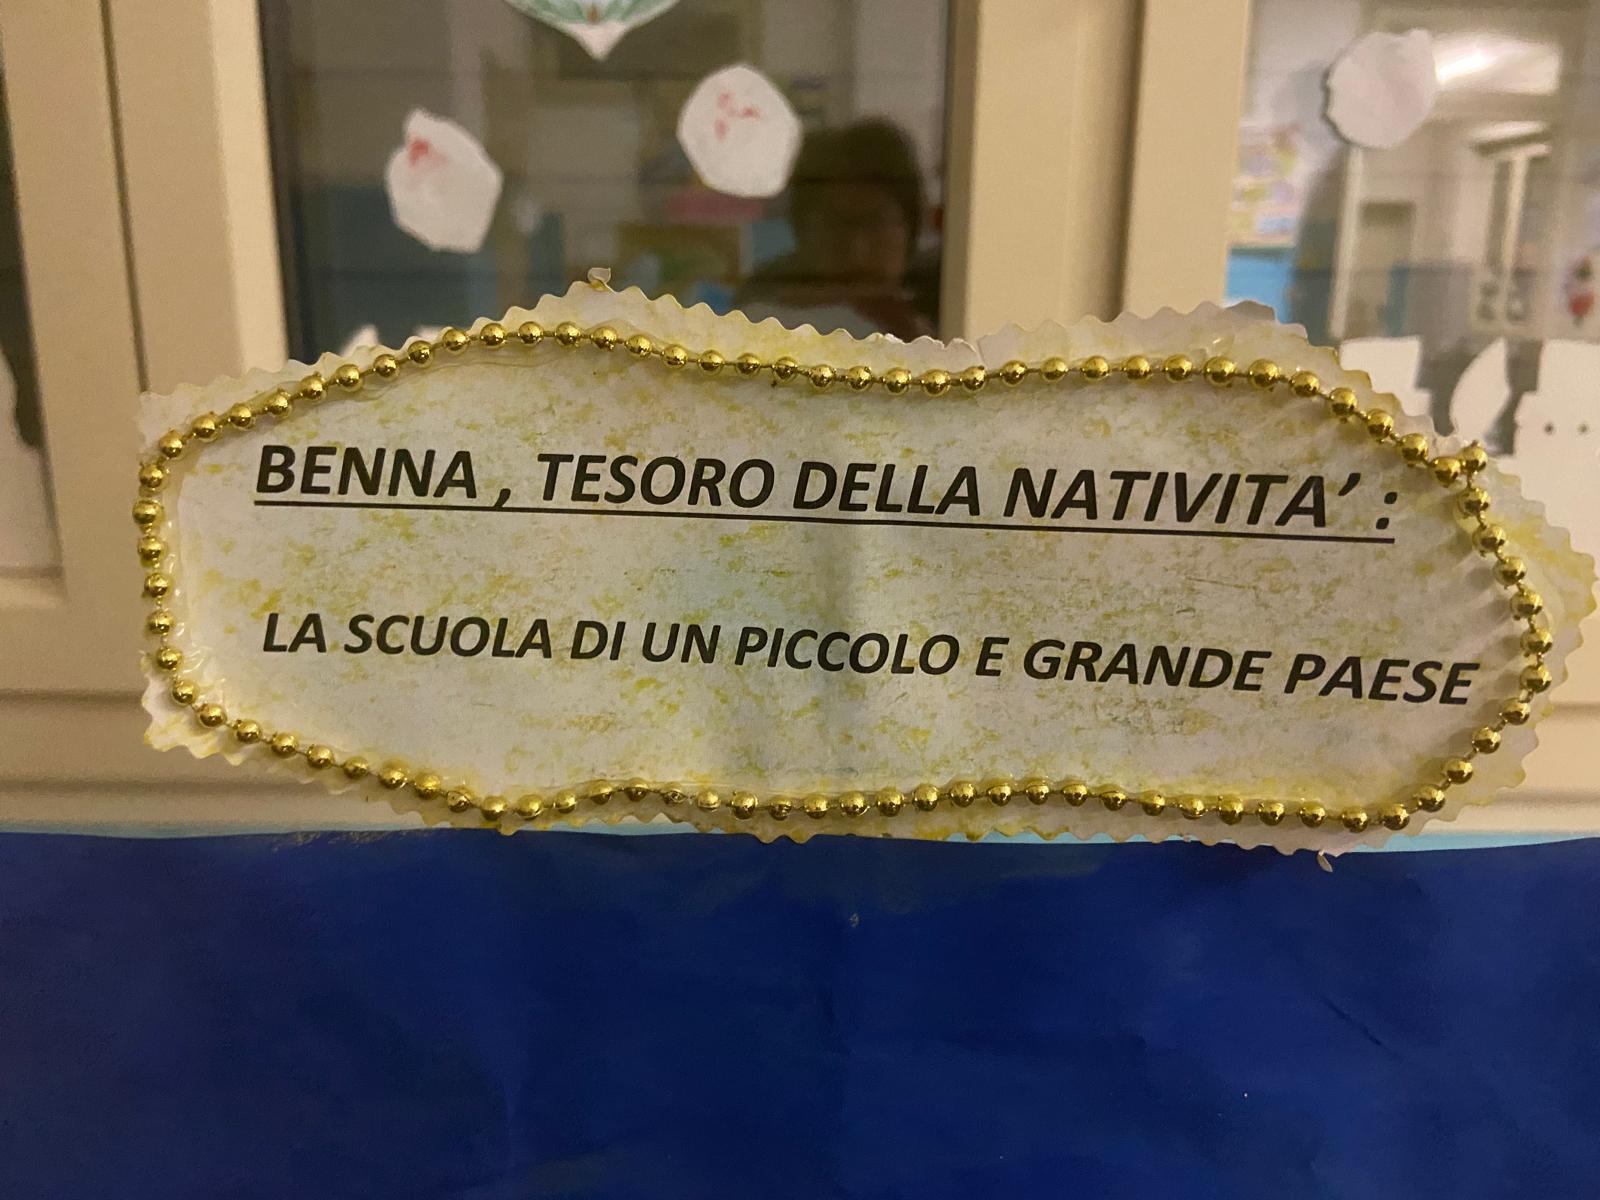 BENNA , TESORO DELLA NATIVITA’ :
LA SCUOLA DI UN PICCOLO E GRANDE PAESE